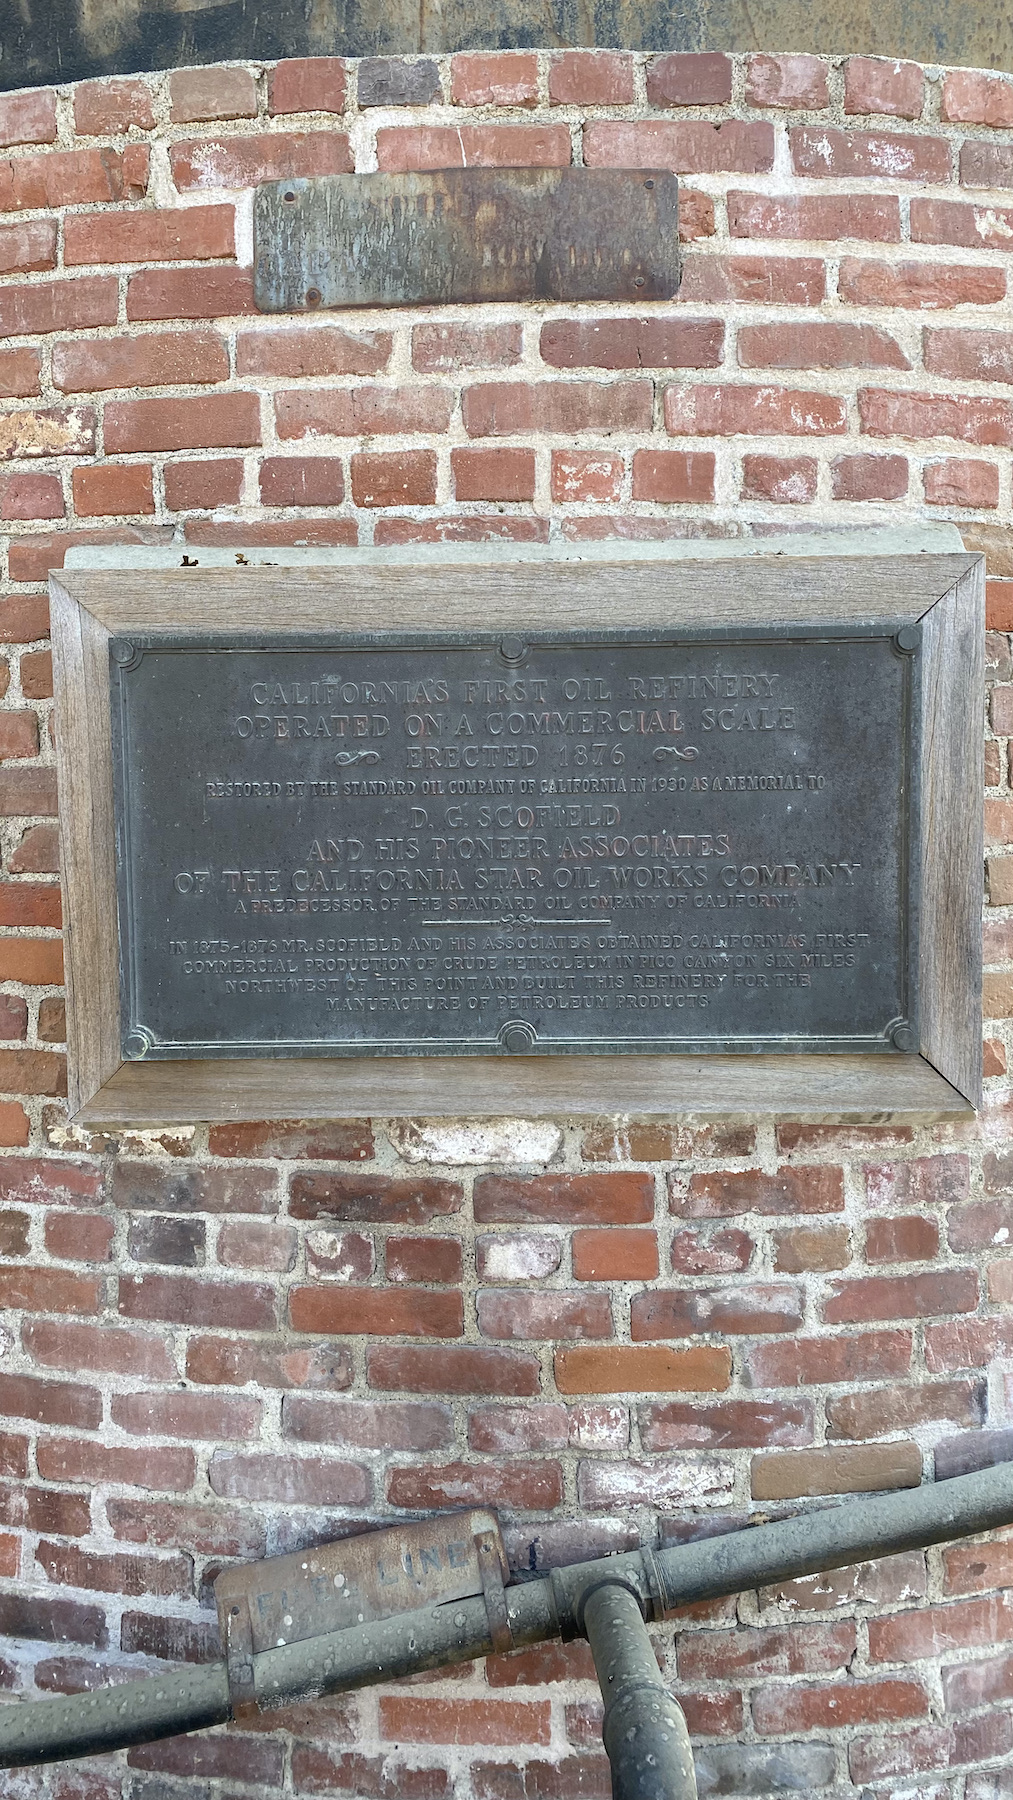 CALIFORNIA'S FIRST OIL REFINERY
OPERATED ON A COMMERCIAL SCALE
ERECTED 1876
RESTORED BY THE STANDARD OIL COMPANY OF CALIFORNIA IN 1930 AS A MEMORIAL TO
D. G. SCOFIELD
AND HIS PIONEER ASSOCIATES
OF THE CALIFORNIA STAR OIL WORKS COMPANY
A PREDECESSOR OF THE STANDARD OIL COMPANY OF CALIFORNIA
IN 1875-1876 MR. SCOFIELD AND HIS ASSOCIATES OBTAINED CALIFORNIA'S FIRST
COMMERCIAL PRODUCTION OF CRUDE PETROLEUM IN PICO CANYON SIX MILES
NORTHWEST OF THIS POINT AND BUILT THIS REFINERY FOR THE
MANUFACTURE OF PETROLEUM PRODUCTS
FUEL LINE